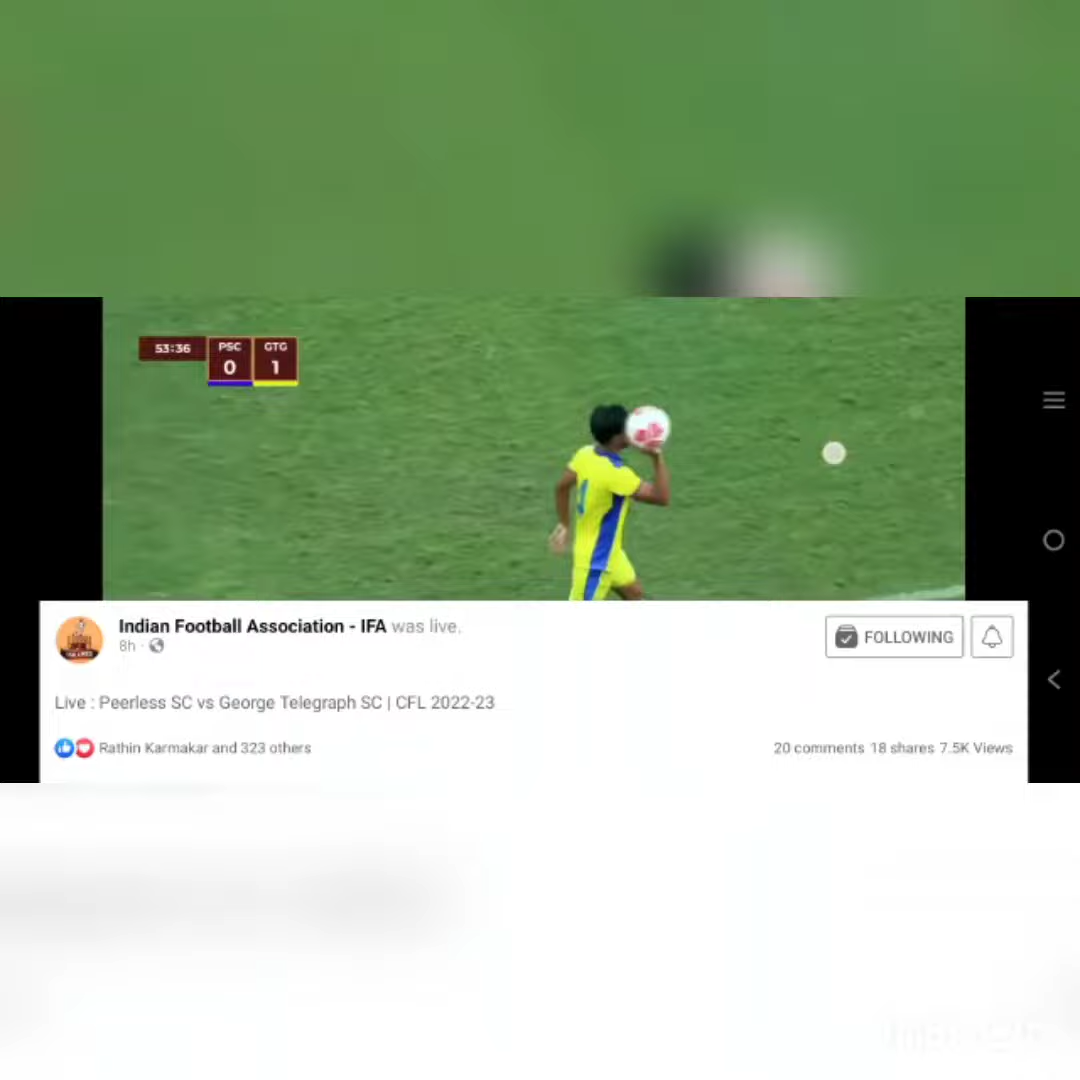 53:36 PSC GTG
0 1
Indian Football Association - IFA was live.
8h ·
FOLLOWING
Live : Peerless SC vs George Telegraph SC | CFL 2022-23
Rathin Karmakar and 323 others
20 comments 18 shares 7.5K Views